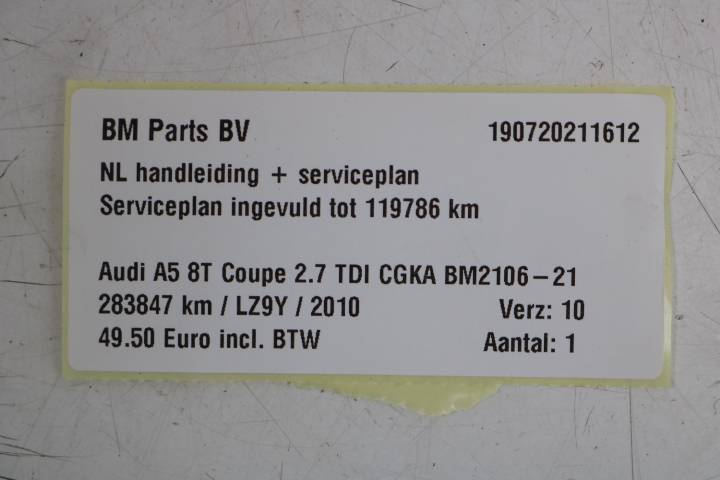 BM Parts BV 190720211612
NL handleiding + serviceplan
Serviceplan ingevuld tot 119786 km
Audi A5 8T Coupe 2.7 TDI CGKA BM2106-21
283847 km / LZ9Y / 2010 Verz: 10
49.50 Euro incl. BTW Aantal: 1